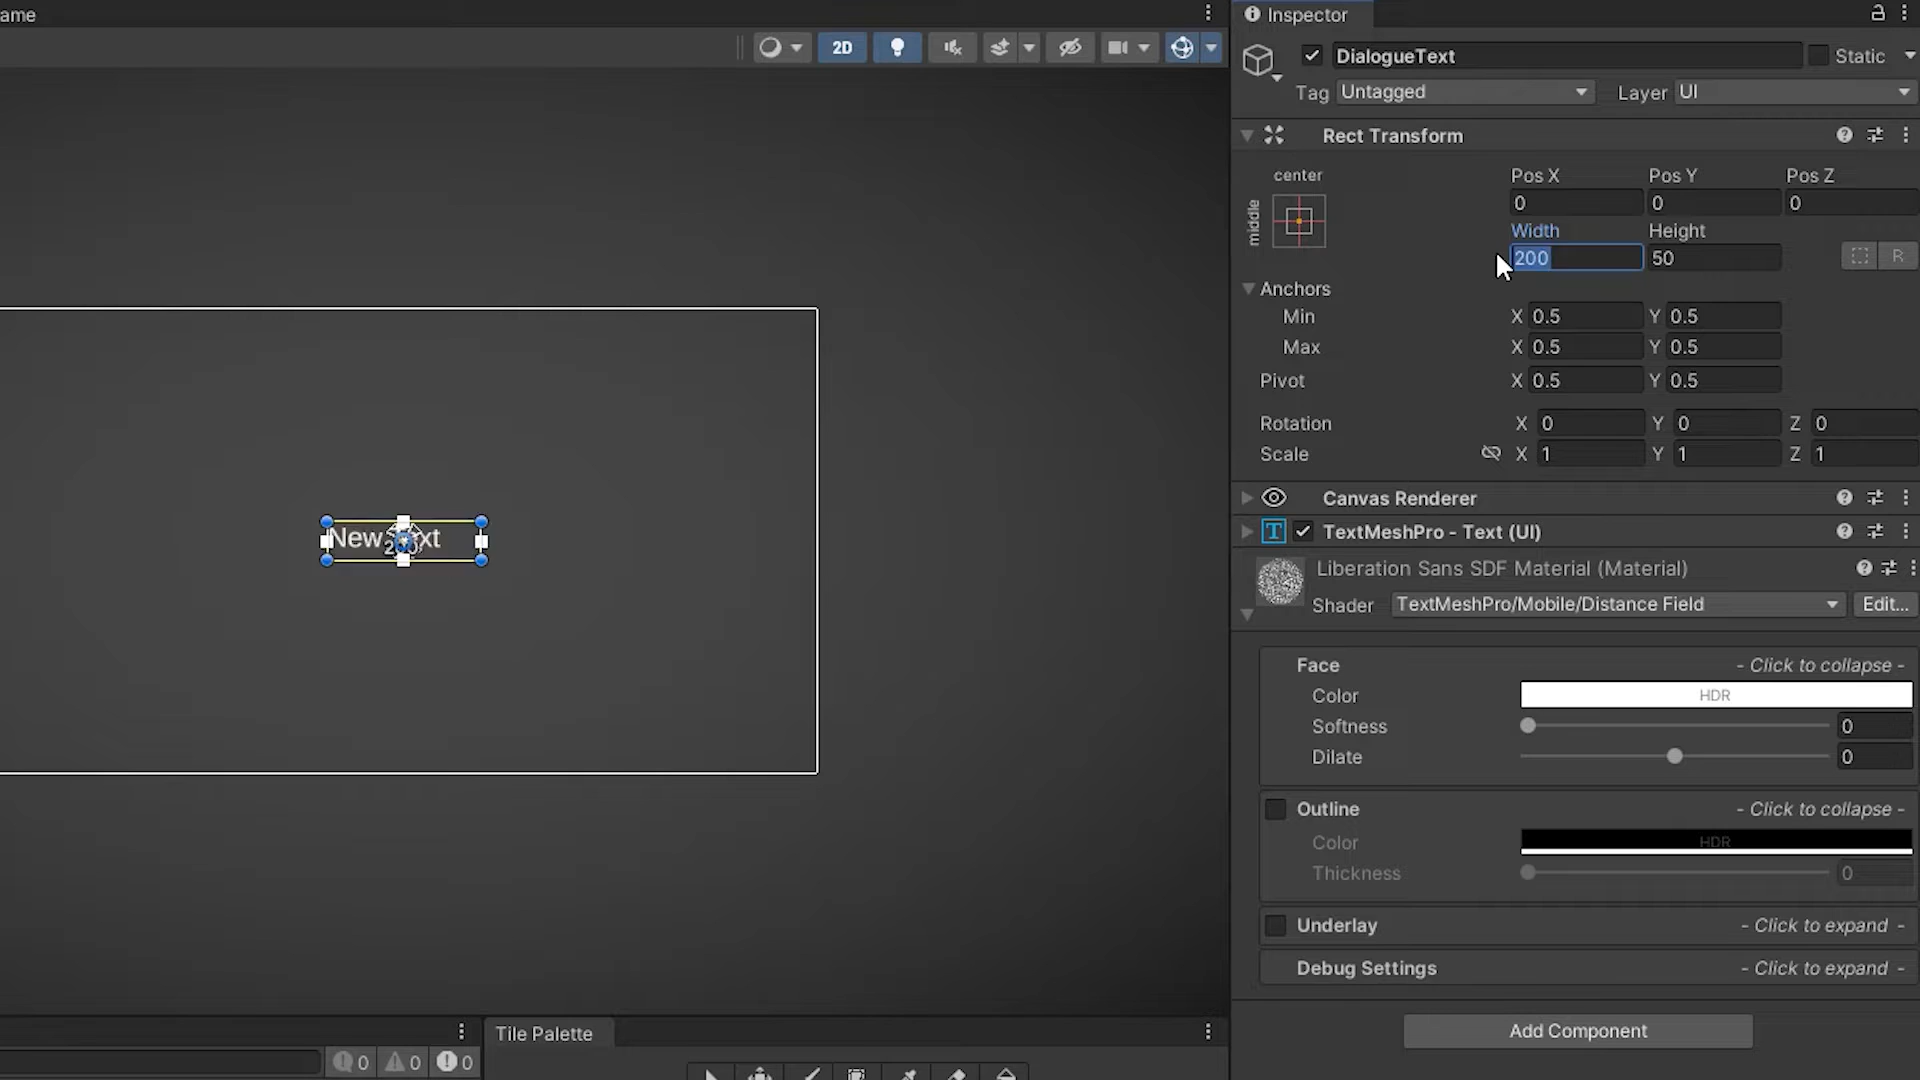 ame
2D
New Text
0
0
0
Tile Palette
Inspector
DialogueText
Static
Tag Untagged Layer UI
Rect Transform
center
middle
Pos X Pos Y Pos Z
0 0 0
Width Height
200 50
R
Anchors
Min X 0.5 Y 0.5
Max X 0.5 Y 0.5
Pivot X 0.5 Y 0.5
Rotation X 0 Y 0 Z 0
Scale X 1 Y 1 Z 1
Canvas Renderer
TextMeshPro - Text (UI)
Liberation Sans SDF Material (Material)
Shader TextMeshPro/Mobile/Distance Field Edit...
Face - Click to collapse -
Color HDR
Softness 0
Dilate 0
Outline - Click to collapse -
Color HDR
Thickness 0
Underlay - Click to expand -
Debug Settings - Click to expand -
Add Component